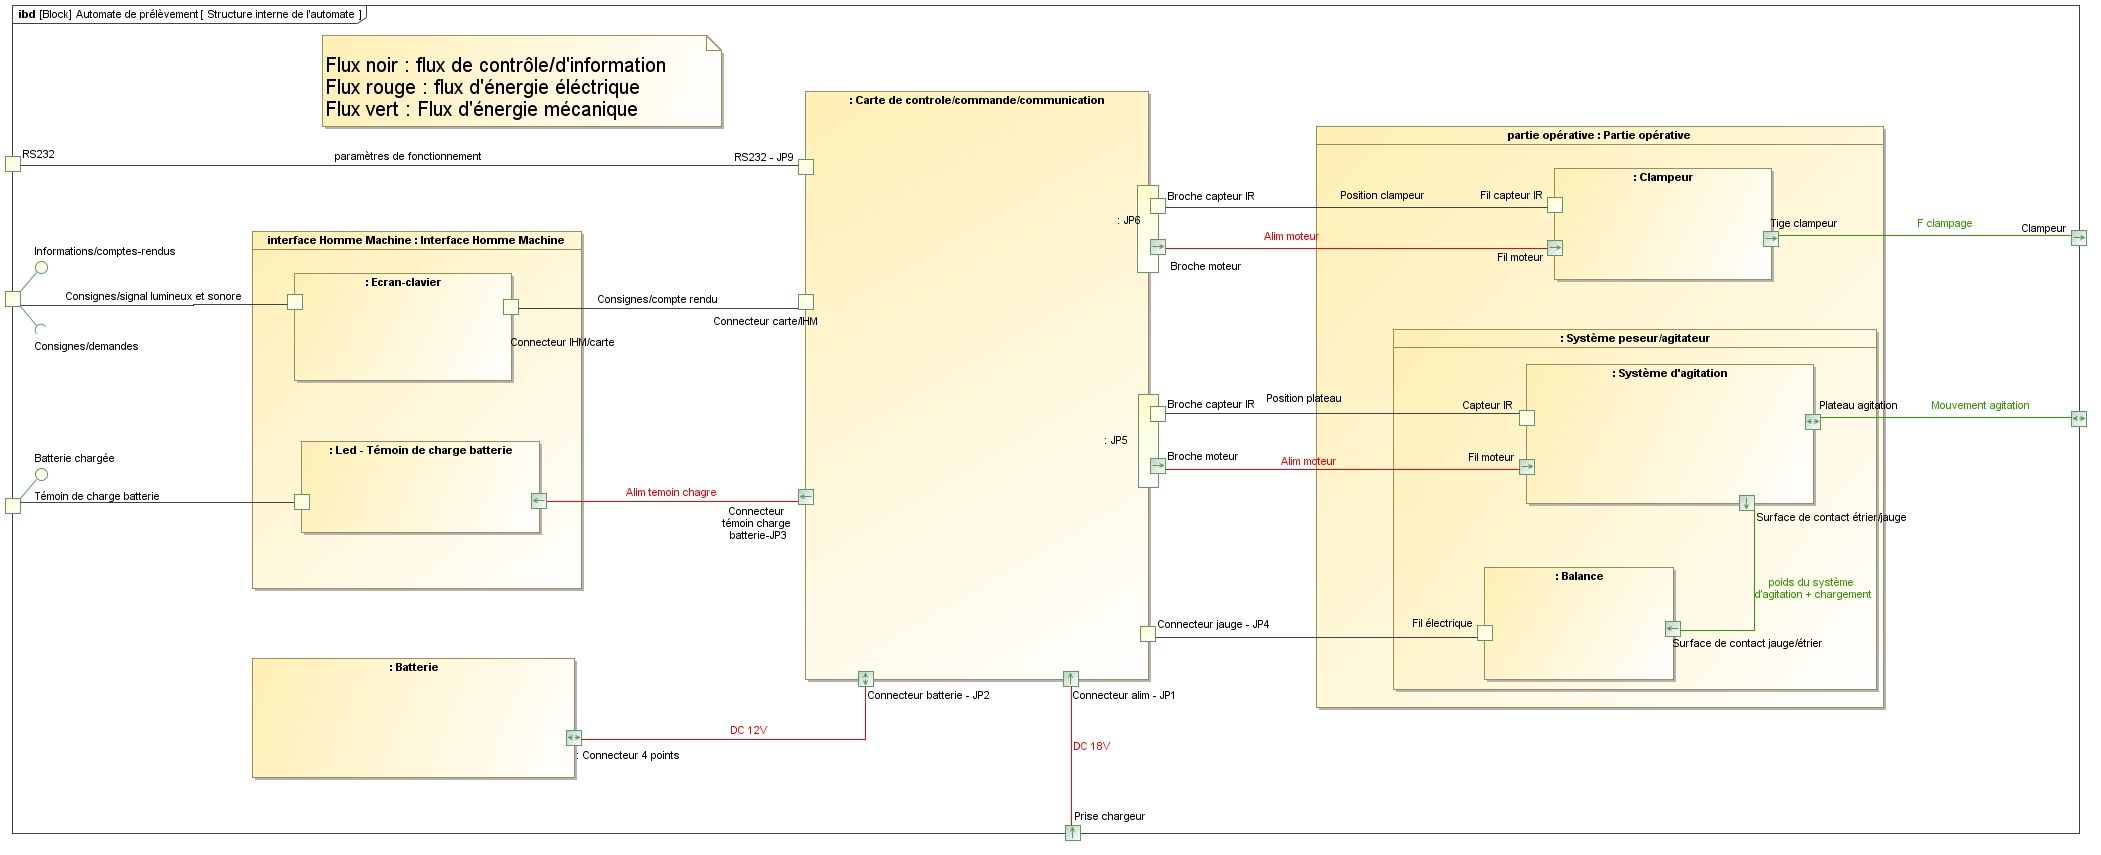 ibd [Block] Automate de prélèvement [ Structure interne de l'automate ]
Flux noir : flux de contrôle/d'information
Flux rouge : flux d'énergie éléctrique
Flux vert : Flux d'énergie mécanique
RS232
paramètres de fonctionnement
RS232 - JP9
: Carte de controle/commande/communication
Informations/comptes-rendus
Consignes/signal lumineux et sonore
Consignes/demandes
interface Homme Machine : Interface Homme Machine
: Ecran-clavier
Consignes/compte rendu
Connecteur carte/IHM
Connecteur IHM/carte
Batterie chargée
Témoin de charge batterie
: Led - Témoin de charge batterie
Alim temoin chagre
Connecteur
témoin charge
batterie-JP3
: Batterie
DC 12V
: Connecteur 4 points
Connecteur batterie - JP2
Connecteur alim - JP1
DC 18V
Prise chargeur
: JP6
Broche capteur IR
Position clampeur
Fil capteur IR
Alim moteur
Broche moteur
Fil moteur
partie opérative : Partie opérative
: Clampeur
Tige clampeur
F clampage
Clampeur
: JP5
Broche capteur IR
Position plateau
Capteur IR
Broche moteur
Alim moteur
Fil moteur
: Système peseur/agitateur
: Système d'agitation
Plateau agitation
Mouvement agitation
Surface de contact étrier/jauge
poids du système
d'agitation + chargement
: Balance
Surface de contact jauge/étrier
Connecteur jauge - JP4
Fil électrique